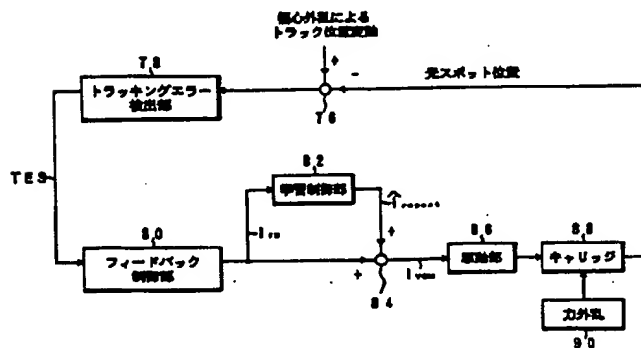 偏心外乱による
トラック位置変動
+
-
光スポット位置
78
トラッキングエラー
検出部
76
TES
82
学習制御部
80
フィードバック
制御部
+
+
84
86
駆動部
88
キャリッジ
力外乱
90